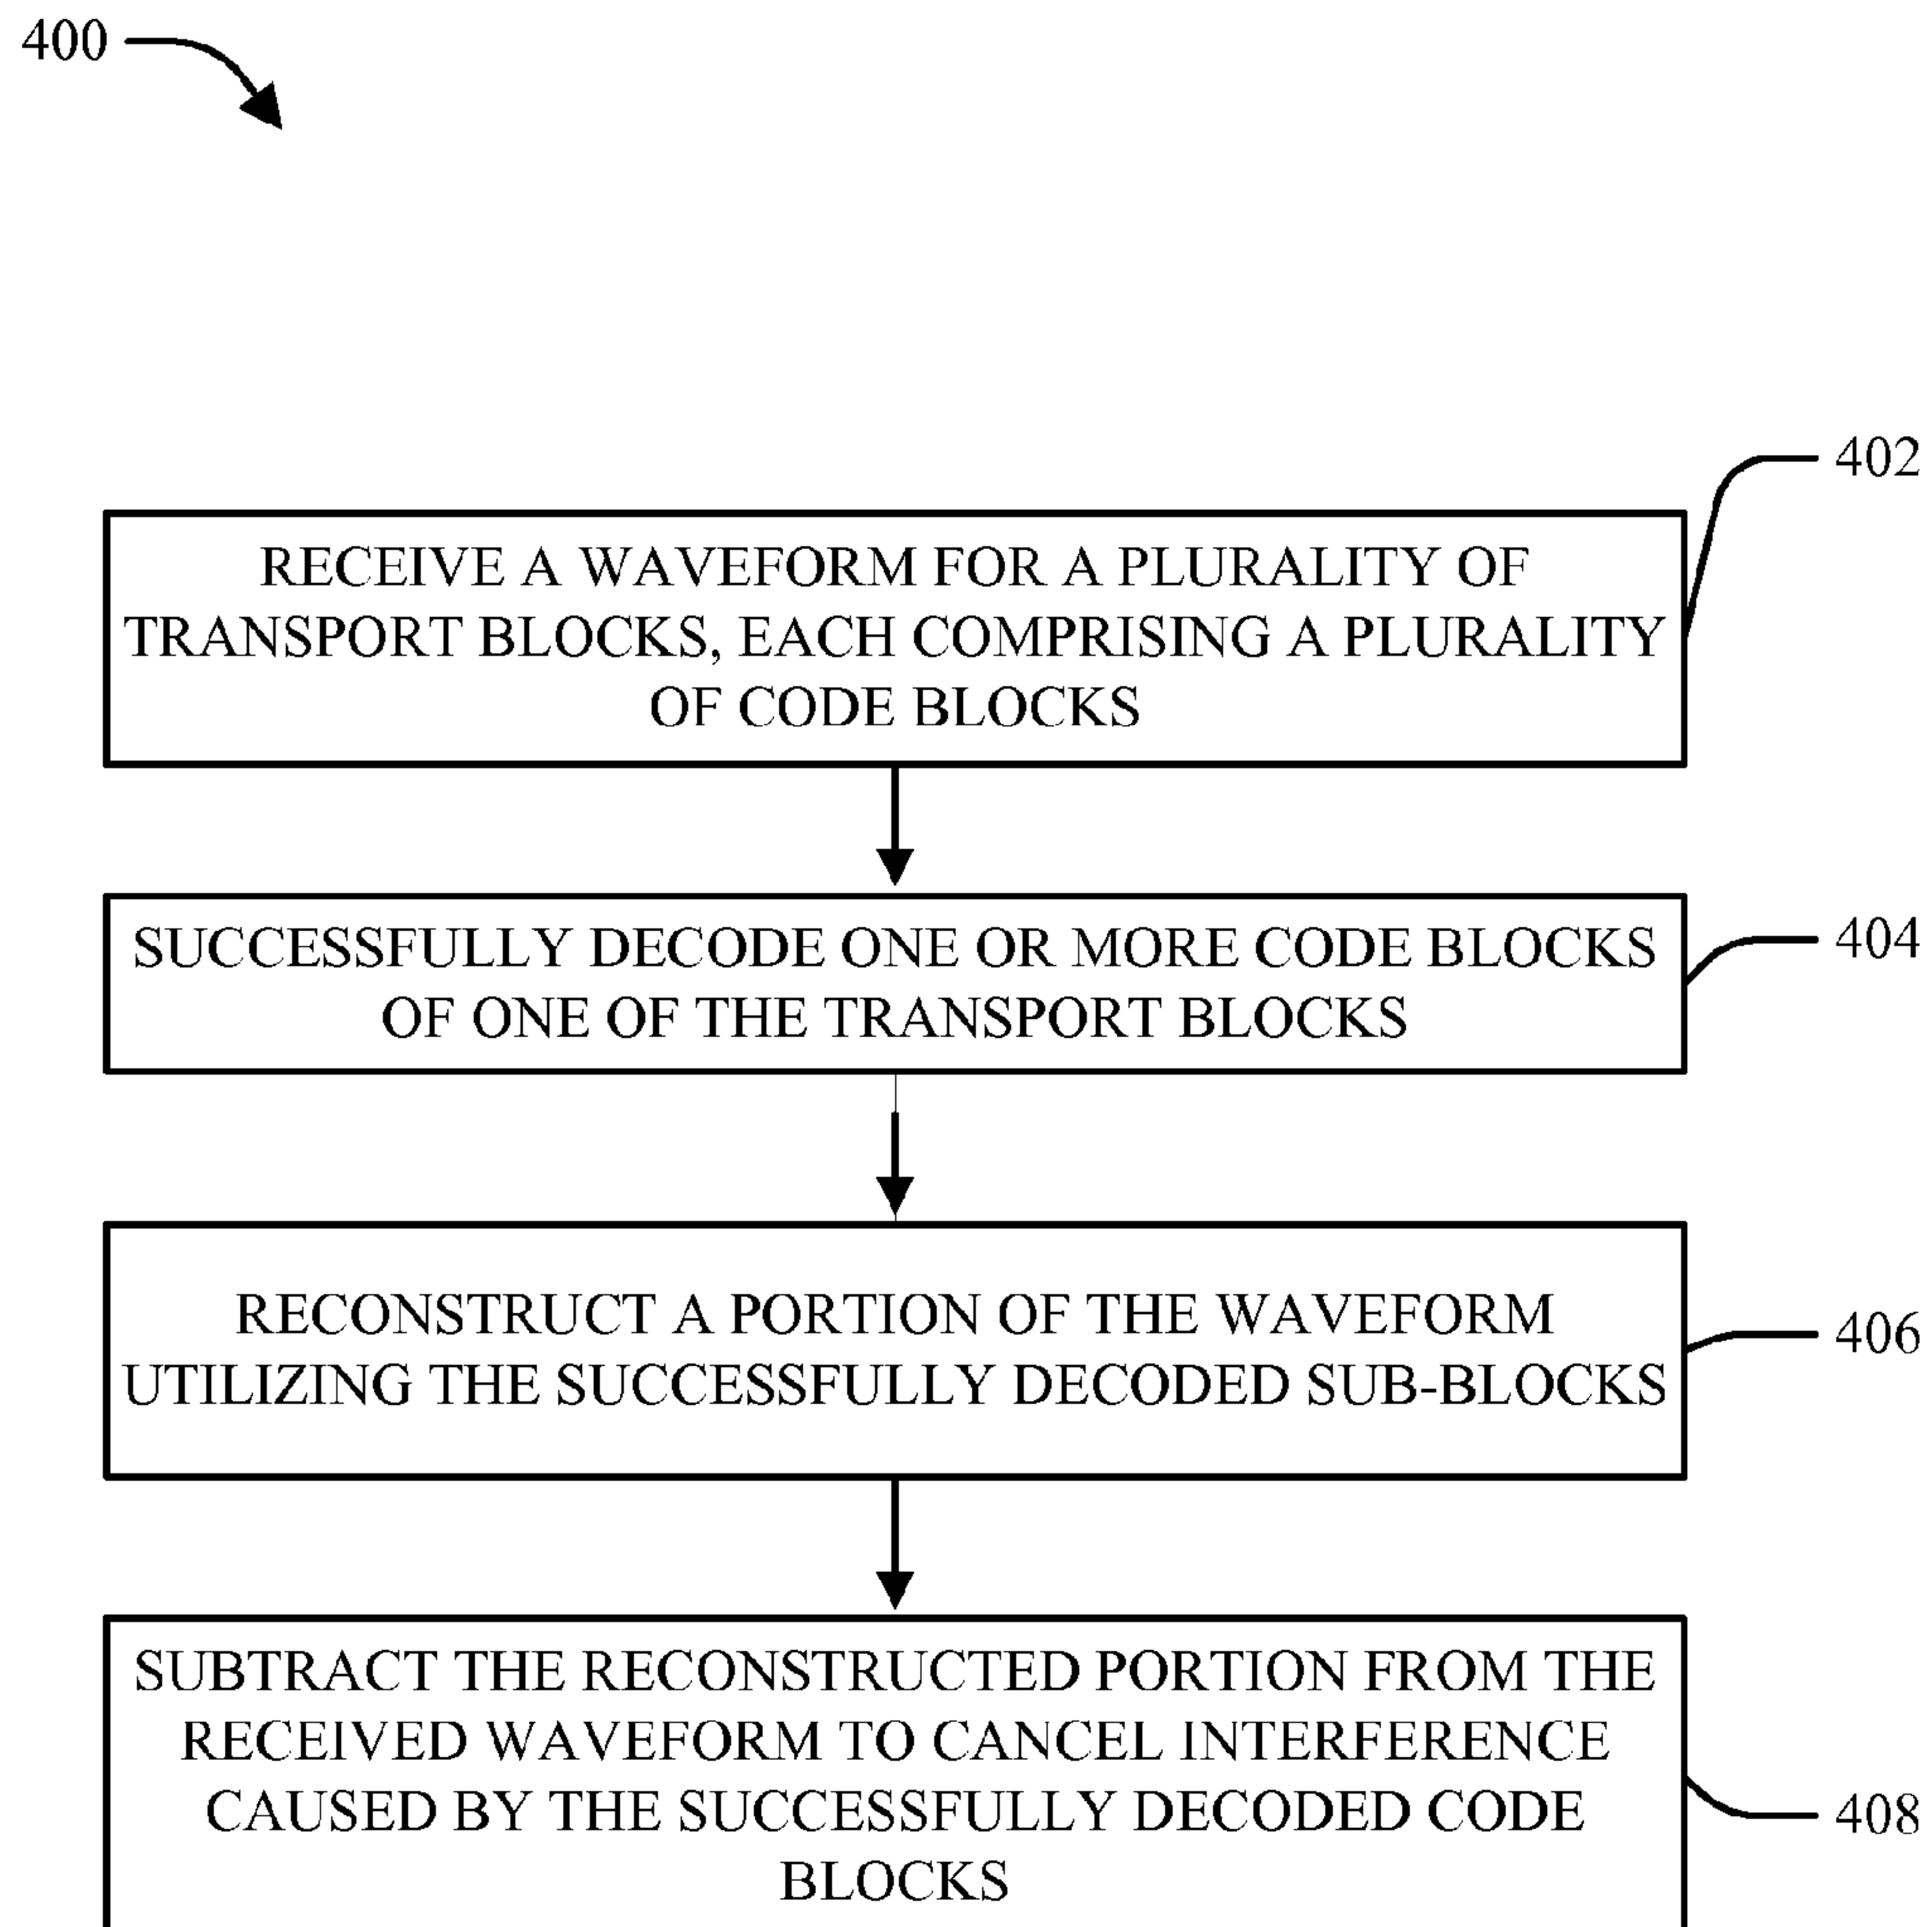 400
402
RECEIVE A WAVEFORM FOR A PLURALITY OF
TRANSPORT BLOCKS, EACH COMPRISING A PLURALITY
OF CODE BLOCKS
404
SUCCESSFULLY DECODE ONE OR MORE CODE BLOCKS
OF ONE OF THE TRANSPORT BLOCKS
406
RECONSTRUCT A PORTION OF THE WAVEFORM
UTILIZING THE SUCCESSFULLY DECODED SUB-BLOCKS
SUBTRACT THE RECONSTRUCTED PORTION FROM THE
RECEIVED WAVEFORM TO CANCEL INTERFERENCE
CAUSED BY THE SUCCESSFULLY DECODED CODE
BLOCKS
408